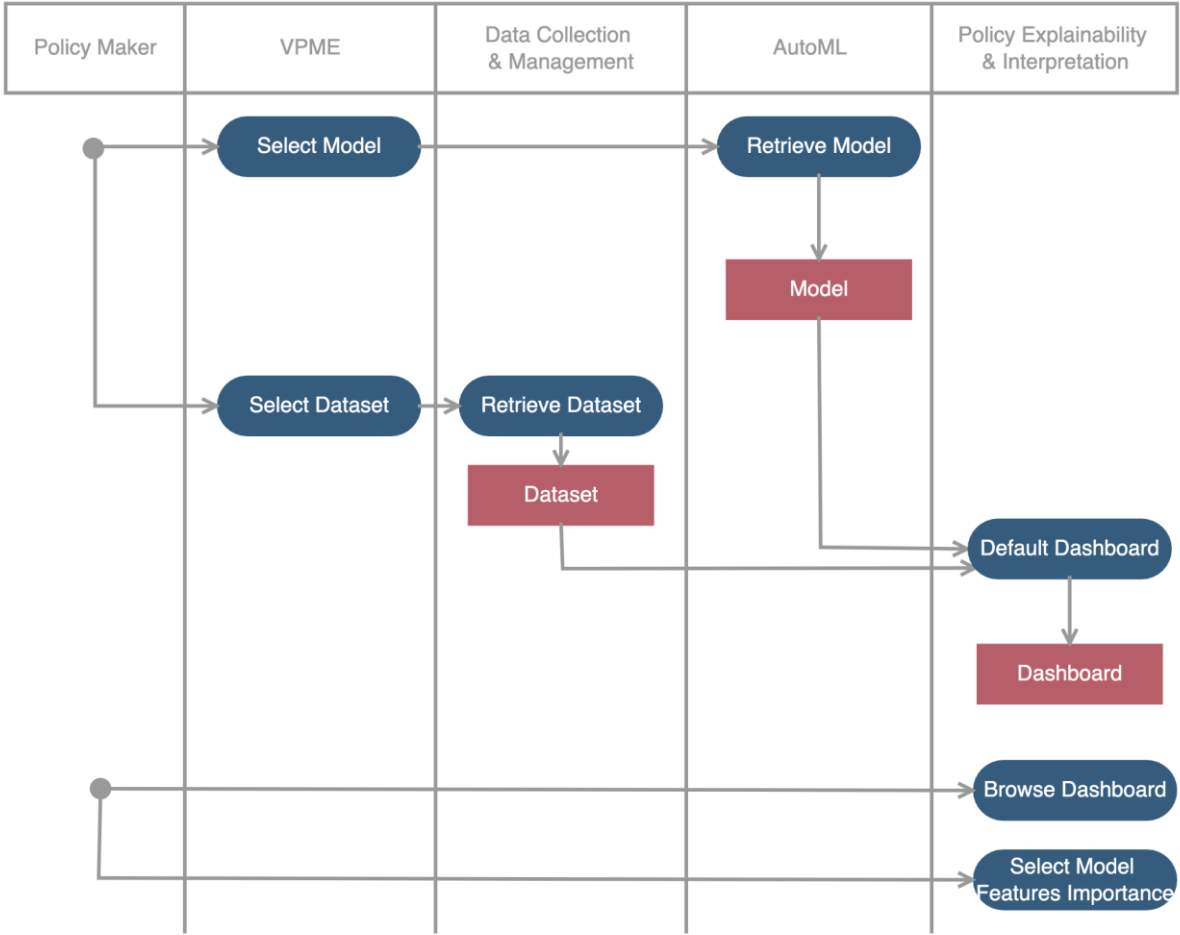 Policy Maker
VPME
Data Collection
& Management
AutoML
Policy Explainability
& Interpretation
Select Model
Retrieve Model
Model
Select Dataset
Retrieve Dataset
Dataset
Default Dashboard
Dashboard
Browse Dashboard
Select Model
Features Importance